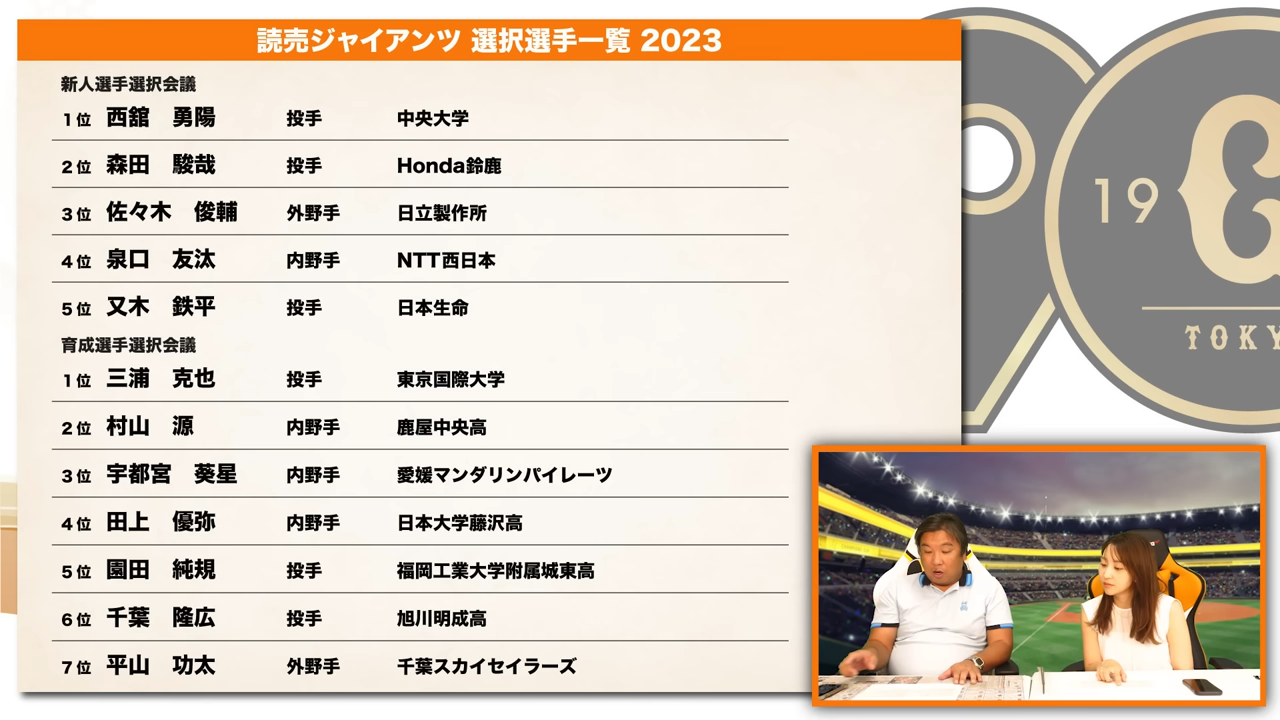 読売ジャイアンツ 選択選手一覧 2023
新人選手選択会議
1位 西舘 勇陽 投手 中央大学
2位 森田 駿哉 投手 Honda鈴鹿
3位 佐々木 俊輔 外野手 日立製作所
4位 泉口 友汰 内野手 NTT西日本
5位 又木 鉄平 投手 日本生命
育成選手選択会議
1位 三浦 克也 投手 東京国際大学
2位 村山 源 内野手 鹿屋中央高
3位 宇都宮 葵星 内野手 愛媛マンダリンパイレーツ
4位 田上 優弥 内野手 日本大学藤沢高
5位 園田 純規 投手 福岡工業大学附属城東高
6位 千葉 隆広 投手 旭川明成高
7位 平山 功太 外野手 千葉スカイセイラーズ
19 G
TOKY